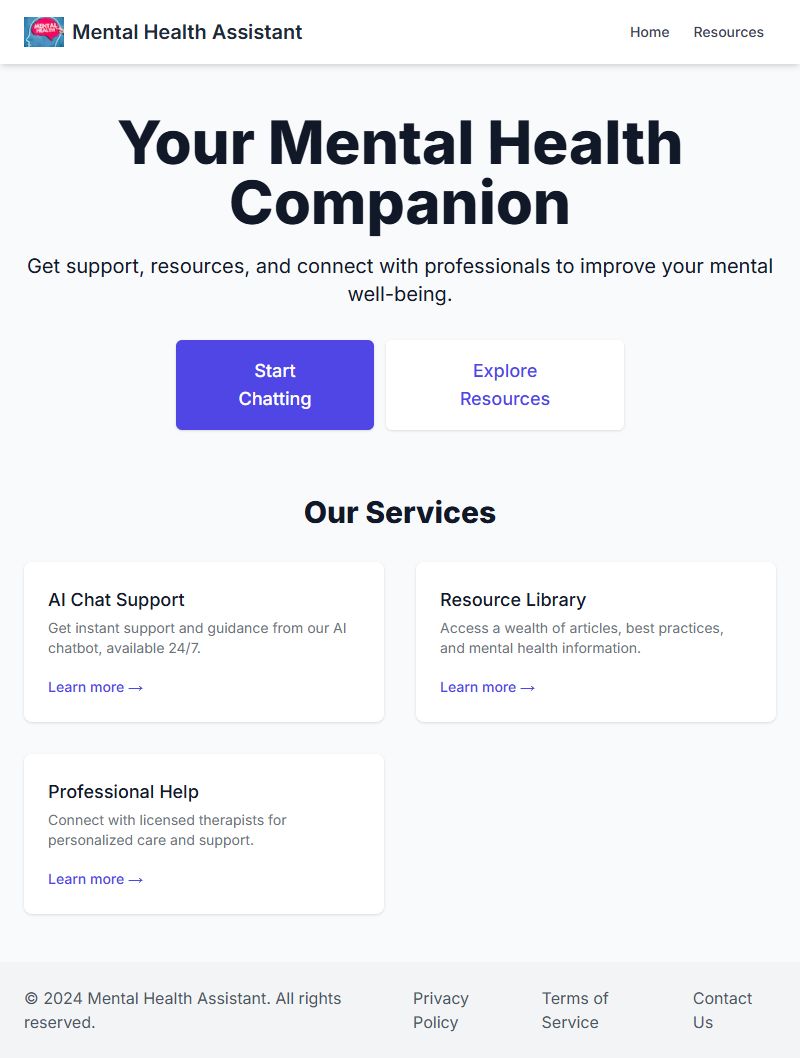 MENTAL HEALTH
Mental Health Assistant
Home
Resources
Your Mental Health
Companion
Get support, resources, and connect with professionals to improve your mental
well-being.
Start
Chatting
Explore
Resources
Our Services
AI Chat Support
Get instant support and guidance from our AI
chatbot, available 24/7.
Learn more →
Resource Library
Access a wealth of articles, best practices,
and mental health information.
Learn more →
Professional Help
Connect with licensed therapists for
personalized care and support.
Learn more →
© 2024 Mental Health Assistant. All rights
reserved.
Privacy
Policy
Terms of
Service
Contact
Us